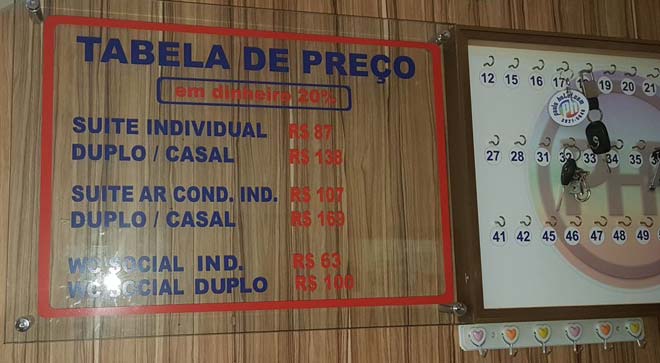 TABELA DE PREÇO
em dinheiro 20%
SUITE INDIVIDUAL R$ 87
DUPLO / CASAL R$ 138
SUITE AR COND. IND. R$ 107
DUPLO / CASAL R$ 169
WC SOCIAL IND. R$ 63
WC SOCIAL DUPLO R$ 100
12 15 16 17 18 19 20 21
27 28 31 32 33 34 35
41 42 45 46 47 48 49
PH